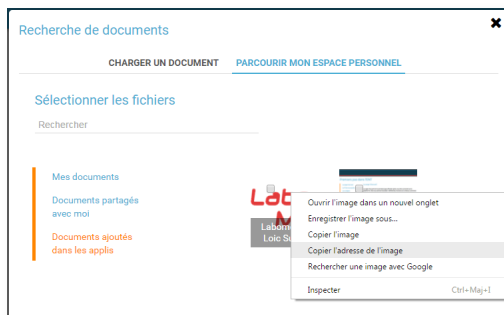 Recherche de documents
CHARGER UN DOCUMENT
PARCOURIR MON ESPACE PERSONNEL
Sélectionner les fichiers
Rechercher
Mes documents
Documents partagés
avec moi
Documents ajoutés
dans les applis
Ouvrir l'image dans un nouvel onglet
Enregistrer l'image sous...
Copier l'image
Copier l'adresse de l'image
Rechercher une image avec Google
Inspecter Ctrl+Maj+I